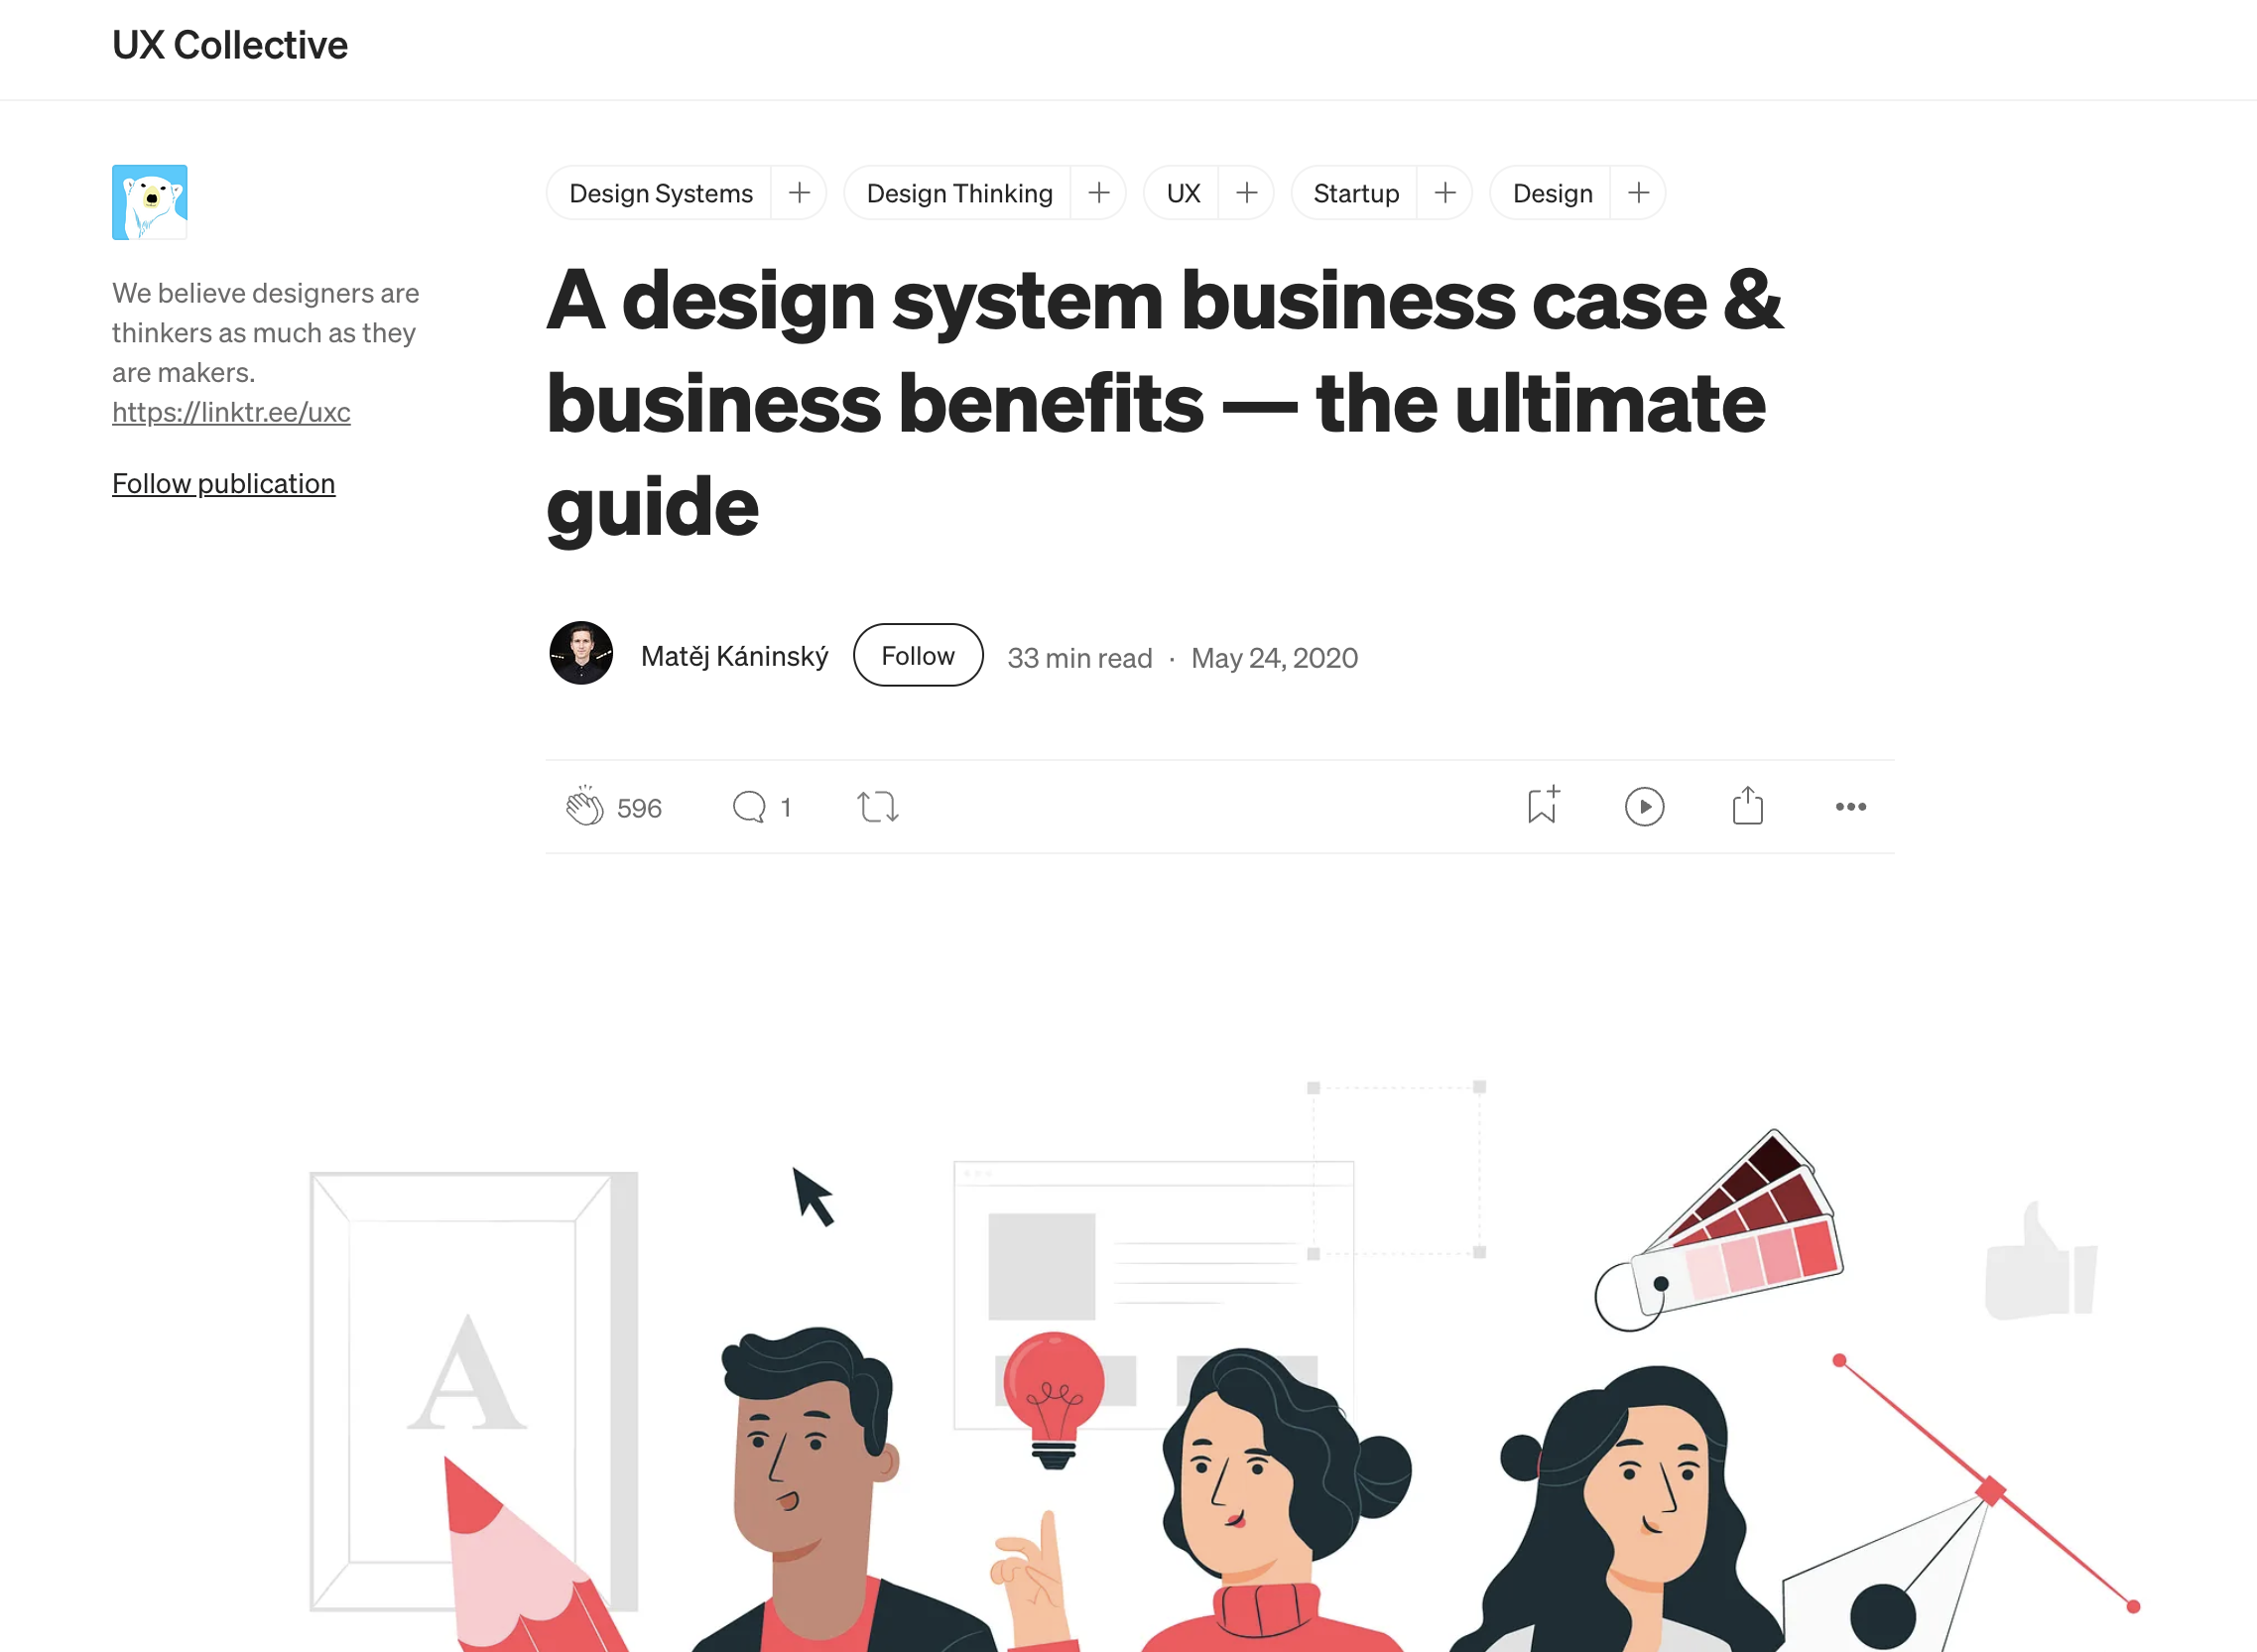 UX Collective
We believe designers are
thinkers as much as they
are makers.
https://linktr.ee/uxc
Follow publication
Design Systems
Design Thinking
UX
Startup
Design
A design system business case &
business benefits — the ultimate
guide
Matěj Káninský Follow 33 min read · May 24, 2020
596 1
A